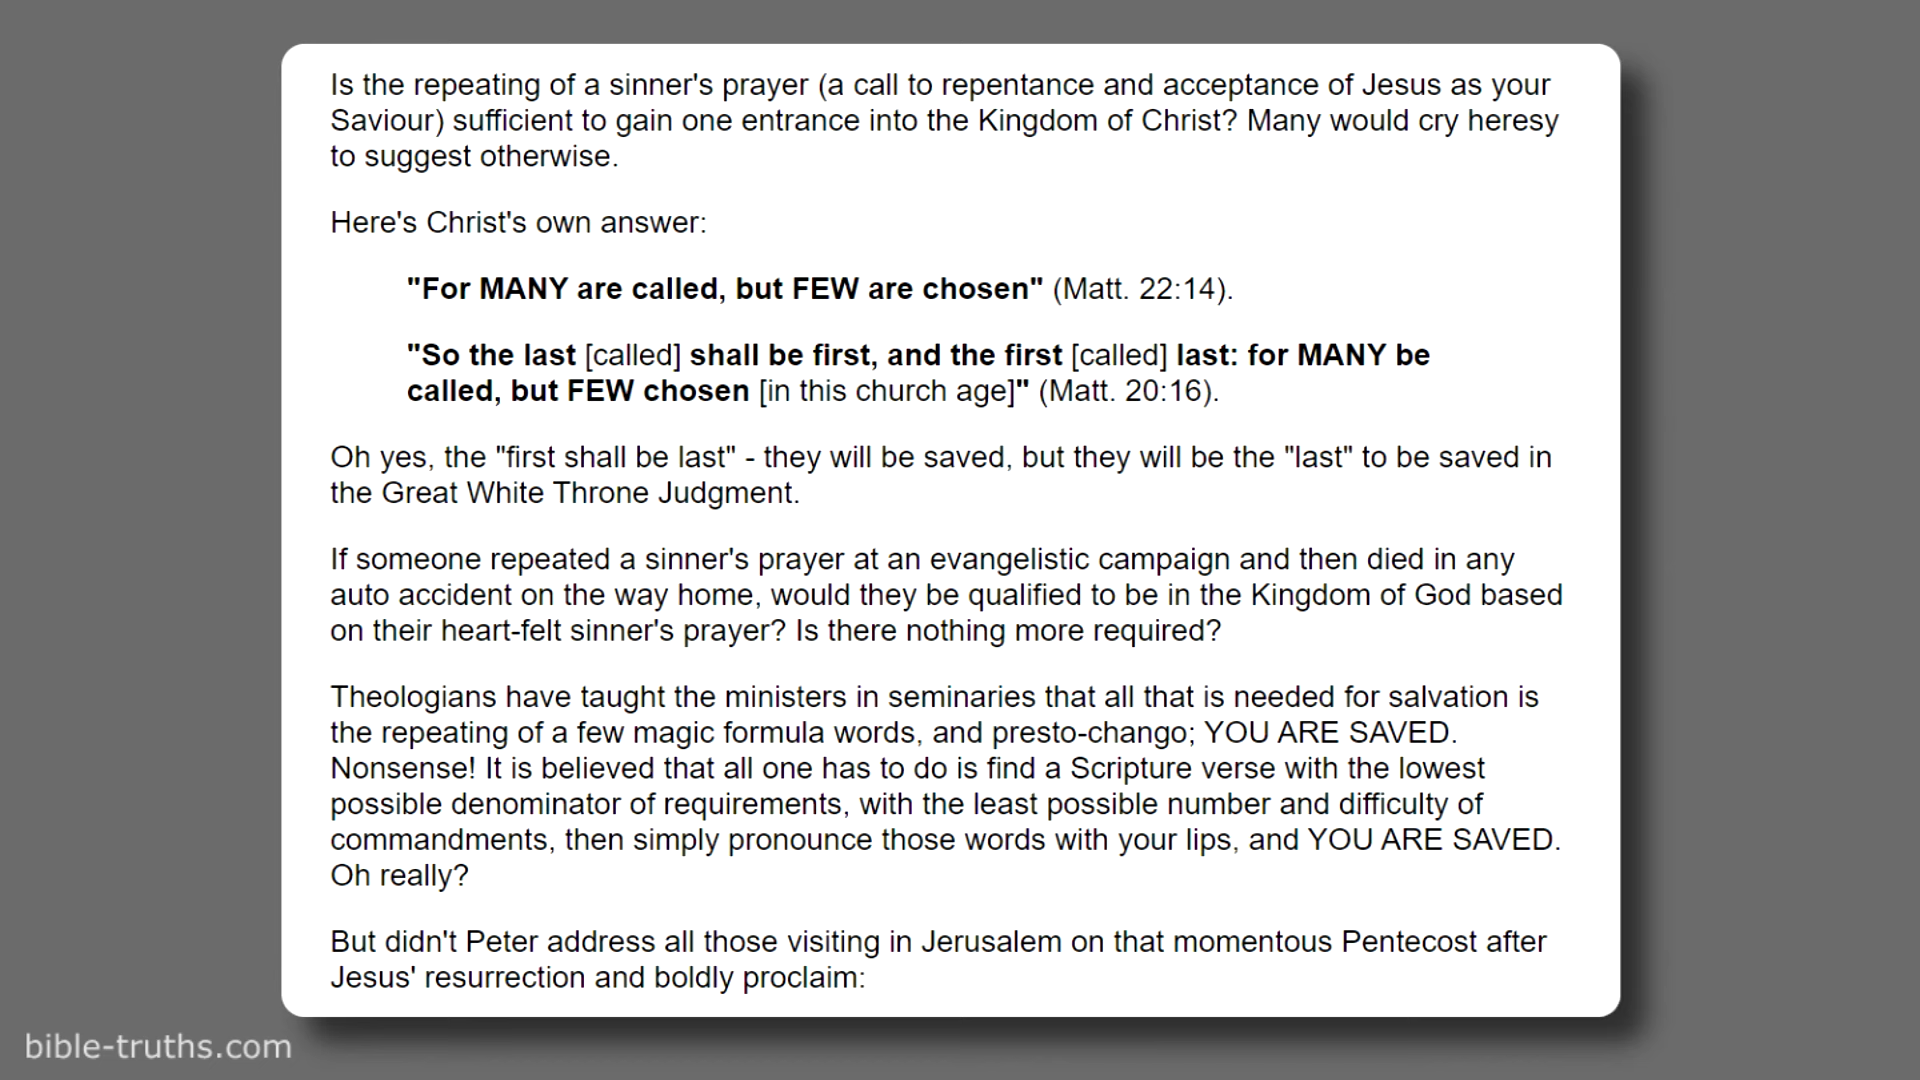 Is the repeating of a sinner's prayer (a call to repentance and acceptance of Jesus as your
Saviour) sufficient to gain one entrance into the Kingdom of Christ? Many would cry heresy
to suggest otherwise.
Here's Christ's own answer:
"For MANY are called, but FEW are chosen" (Matt. 22:14).
"So the last [called] shall be first, and the first [called] last: for MANY be
called, but FEW chosen [in this church age]" (Matt. 20:16).
Oh yes, the "first shall be last" - they will be saved, but they will be the "last" to be saved in
the Great White Throne Judgment.
If someone repeated a sinner's prayer at an evangelistic campaign and then died in any
auto accident on the way home, would they be qualified to be in the Kingdom of God based
on their heart-felt sinner's prayer? Is there nothing more required?
Theologians have taught the ministers in seminaries that all that is needed for salvation is
the repeating of a few magic formula words, and presto-chango; YOU ARE SAVED.
Nonsense! It is believed that all one has to do is find a Scripture verse with the lowest
possible denominator of requirements, with the least possible number and difficulty of
commandments, then simply pronounce those words with your lips, and YOU ARE SAVED.
Oh really?
But didn't Peter address all those visiting in Jerusalem on that momentous Pentecost after
Jesus' resurrection and boldly proclaim:
bible-truths.com